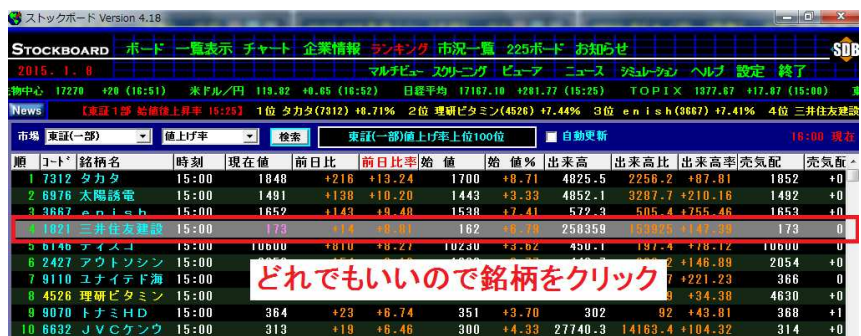 ストックボード Version 4.18
STOCKBOARD ボード 一覧表示 チャート 企業情報 ランキング 市況一覧 225ボード お知らせ SDB
2015. 1. 8 マルチビュー スクリーニング ビューア ニュース シミュレーション ヘルプ 設定 終了
物中心 17270 +20 (16:51) 米ドル/円 119.82 +0.65 (16:52) 日経平均 17167.10 +281.77 (15:25) TOPIX 1377.67 +17.87 (15:00)
News 【東証1部 始値後上昇率 15:25】 1位 タカタ(7312) +8.71% 2位 理研ビタミン(4526) +7.44% 3位 enish(3667) +7.41% 4位 三井住友建設
市場 東証(一部) 値上げ率 検索 東証(一部)値上げ率上位100位 自動更新 16:00 現在
順 コード 銘柄名 時刻 現在値 前日比 前日比率 始 値 始 値% 出来高 出来高比 出来高率 売気配 売気配
1 7312 タカタ 15:00 1848 +216 +13.24 1700 +8.71 4825.5 2256.2 +87.81 1852 +0
2 6976 太陽誘電 15:00 1491 +138 +10.20 1443 +3.33 4852.1 3287.7 +210.16 1492 +0
3 3667 enish 15:00 1652 +143 +9.48 1538 +7.41 572.3 505.4 +755.46 1653 +0
4 1821 三井住友建設 15:00 173 +14 +8.81 162 +6.79 258359 153925 +147.39 173 0
5 6146 ディスコ 15:00 10600 +810 +8.27 10230 +3.62 450.1 197.4 +78.12 10600 +0
6 2427 アウトソシン 15:00 +146.89 2054 +0
7 9110 ユナイテド海 15:00 +221.23 366 0
8 4526 理研ビタミン 15:00 +34.38 4630 +0
どれでもいいので銘柄をクリック
9 9070 トナミHD 15:00 364 +23 +6.74 351 +3.70 302 92 +43.81 368 +1
10 6632 JVCケンウ 15:00 313 +19 +6.46 300 +4.33 27740.3 14163.4 +104.32 314 +0